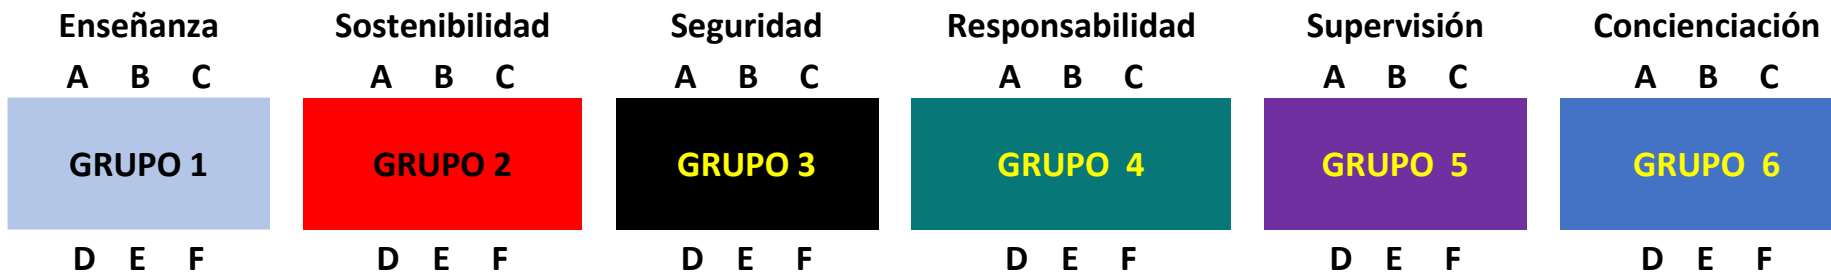 Enseñanza Sostenibilidad Seguridad Responsabilidad Supervisión Concienciación
A B C A B C A B C A B C A B C A B C
GRUPO 1 GRUPO 2 GRUPO 3 GRUPO 4 GRUPO 5 GRUPO 6
D E F D E F D E F D E F D E F D E F